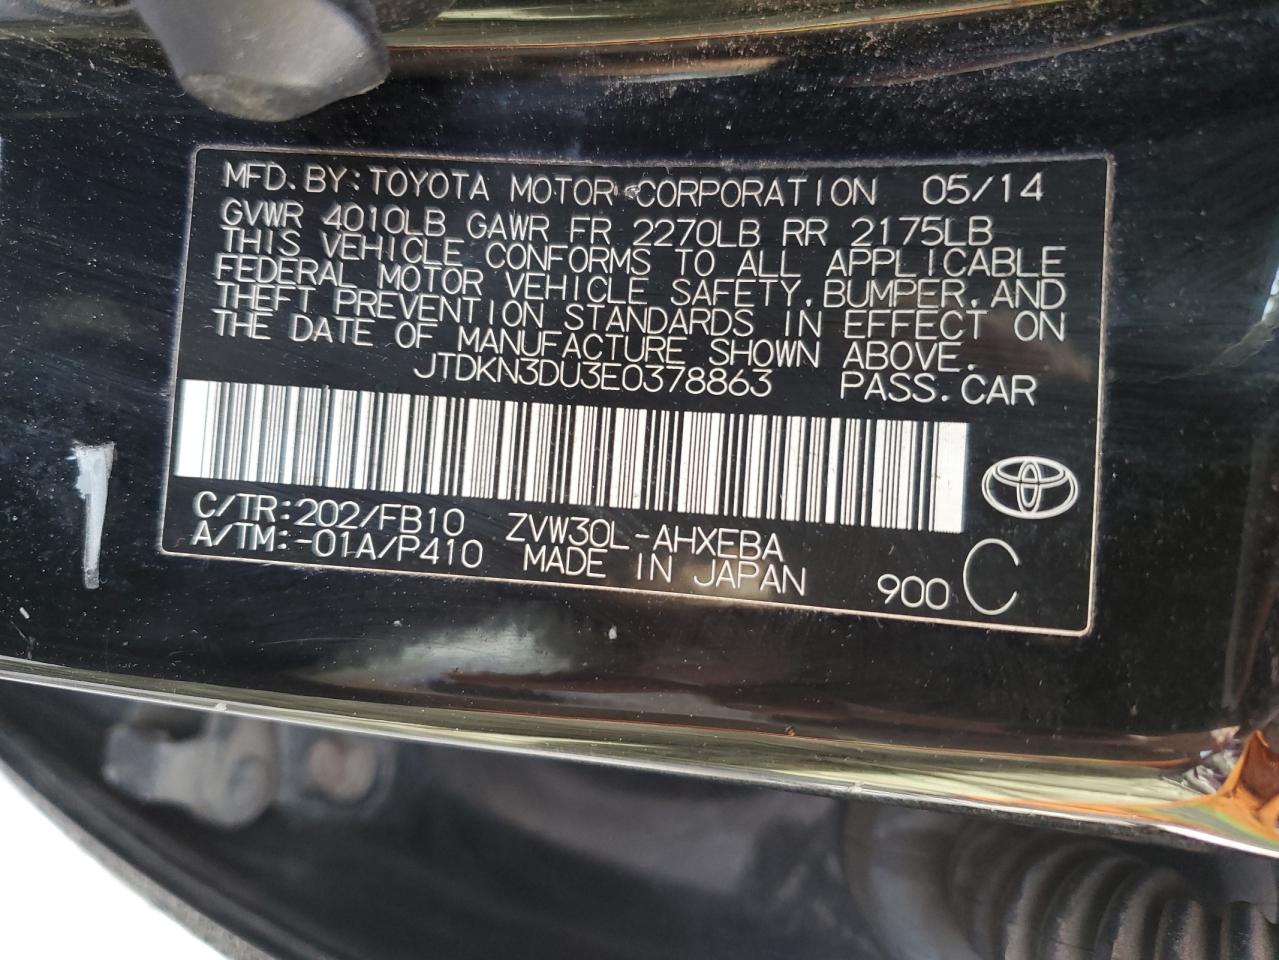 MFD. BY: TOYOTA MOTOR CORPORATION 05/14
GVWR 4010LB GAWR FR 2270LB RR 2175LB
THIS VEHICLE CONFORMS TO ALL APPLICABLE
FEDERAL MOTOR VEHICLE SAFETY, BUMPER, AND
THEFT PREVENTION STANDARDS IN EFFECT ON
THE DATE OF MANUFACTURE SHOWN ABOVE.
JTDKN3DU3E0378863 PASS. CAR
C/TR: 202/FB10 ZVW30L-AHXEBA
A/TM: -01A/P410 MADE IN JAPAN 900 C